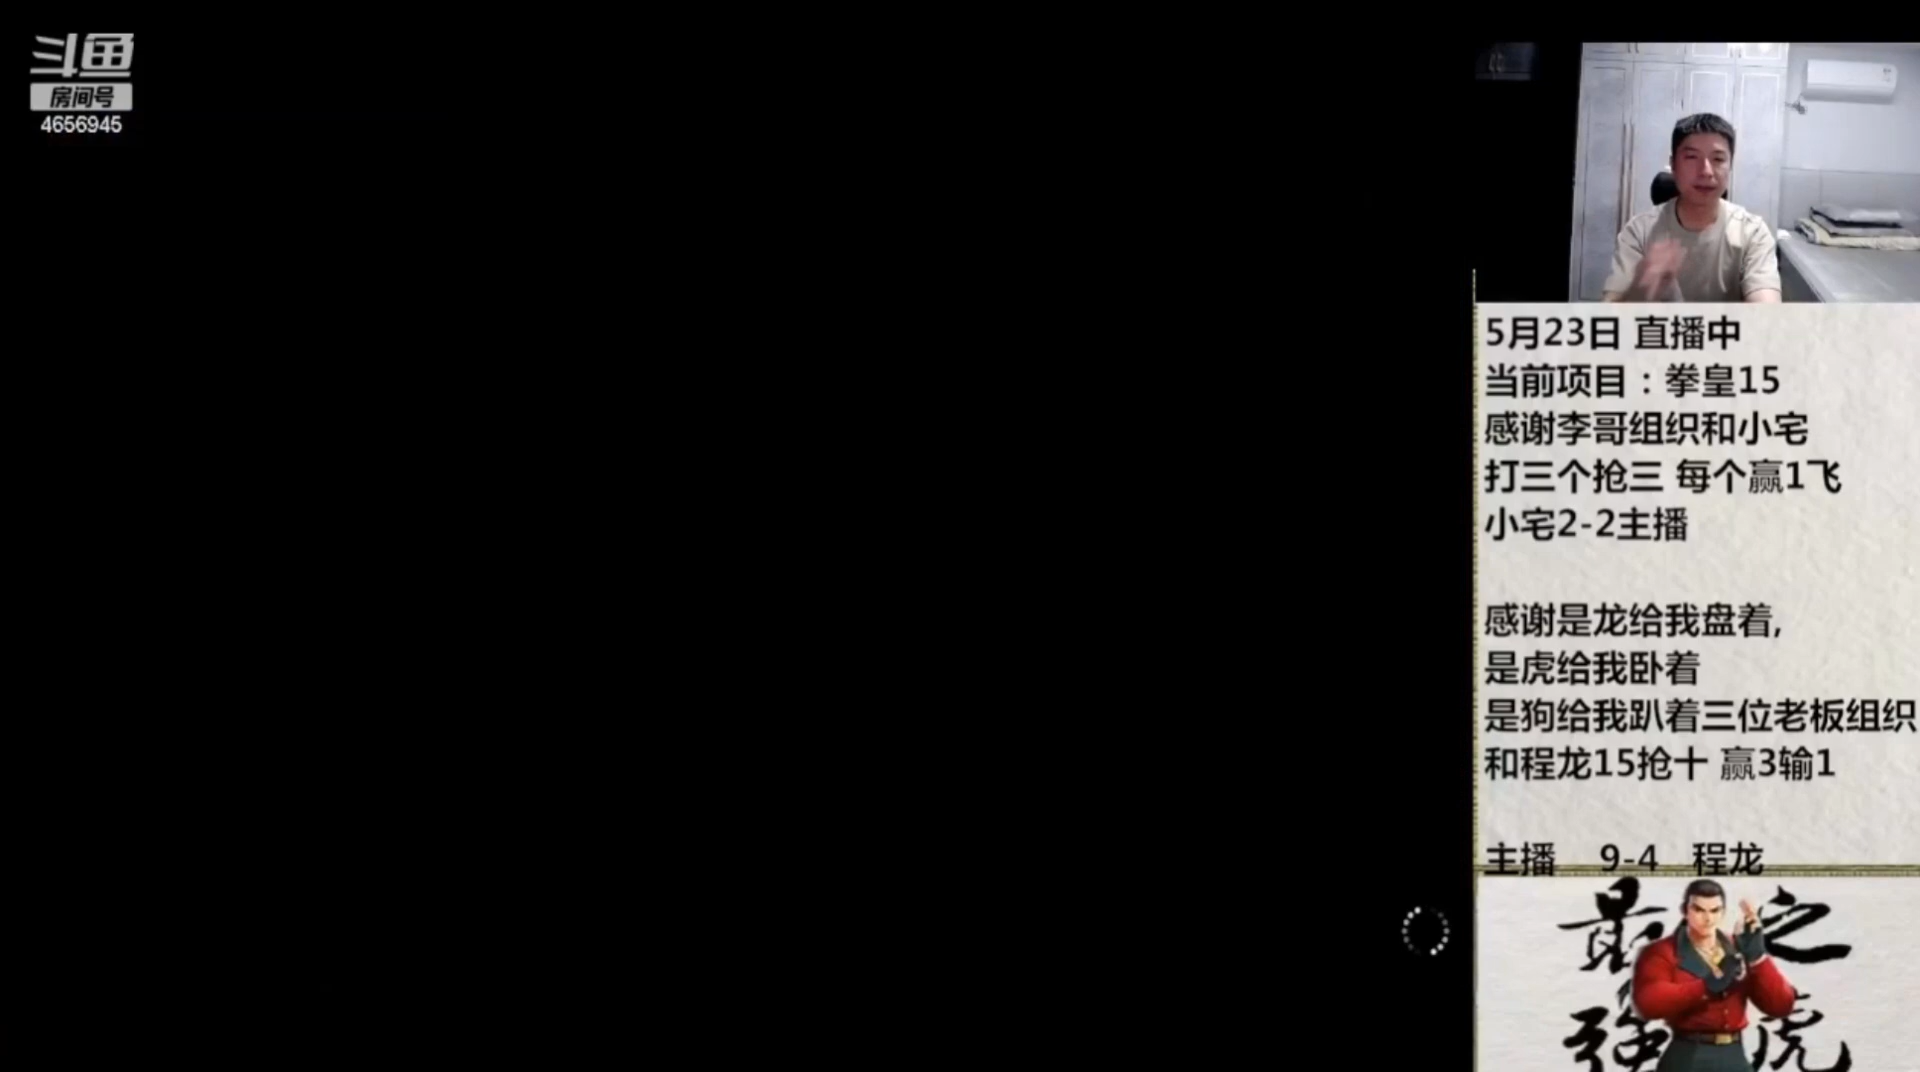 斗鱼
房间号
4656945
5月23日 直播中
当前项目：拳皇15
感谢李哥组织和小宅
打三个抢三 每个赢1飞
小宅2-2主播
感谢是龙给我盘着,
是虎给我卧着
是狗给我趴着三位老板组织
和程龙15抢十 赢3输1
主播 9-4 程龙
最之
强虎